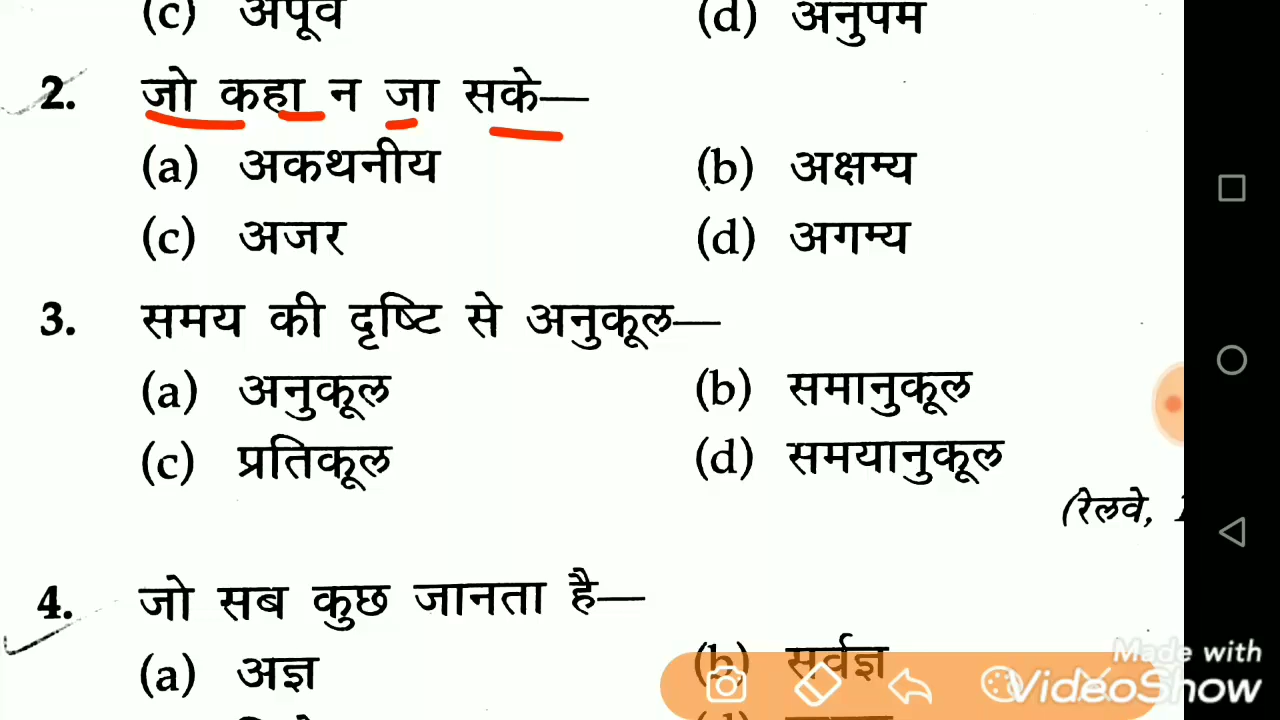 (c) अपूर्व (d) अनुपम
2. जो कहा न जा सके—
(a) अकथनीय (b) अक्षम्य
(c) अजर (d) अगम्य
3. समय की दृष्टि से अनुकूल—
(a) अनुकूल (b) समानुकूल
(c) प्रतिकूल (d) समयानुकूल
(रेलवे,
4. जो सब कुछ जानता है—
(a) अज्ञ (b) सर्वज्ञ
Made with
VideoShow